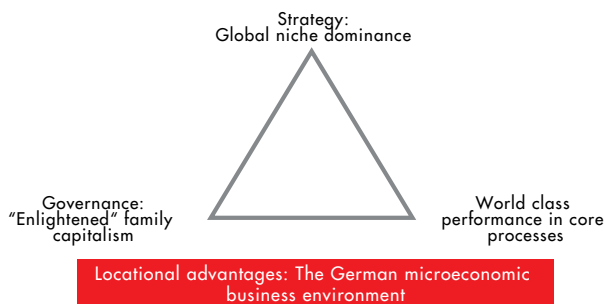 Strategy:
Global niche dominance
Governance:
“Enlightened“ family
capitalism
World class
performance in core
processes
Locational advantages: The German microeconomic
business environment